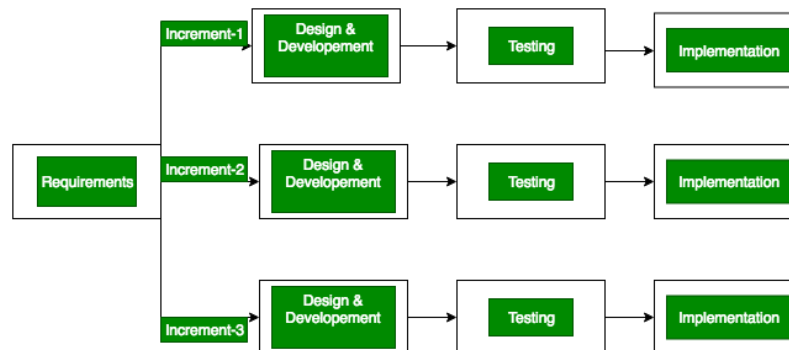 Increment-1
Design &
Developement
Testing
Implementation
Requirements
Increment-2
Design &
Developement
Testing
Implementation
Increment-3
Design &
Developement
Testing
Implementation